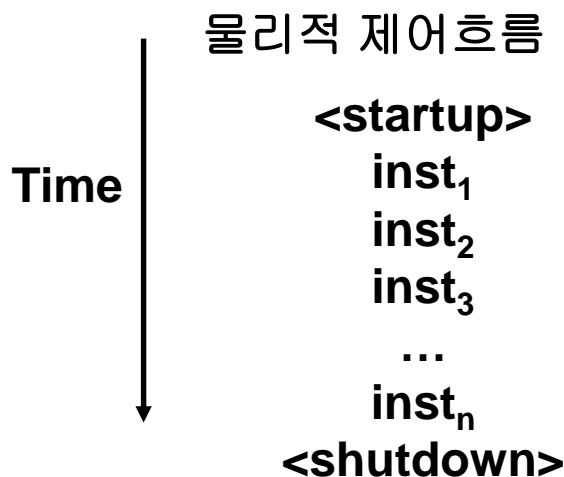 물리적 제어흐름
<startup>
Time
inst₁
inst₂
inst₃
…
instₙ
<shutdown>